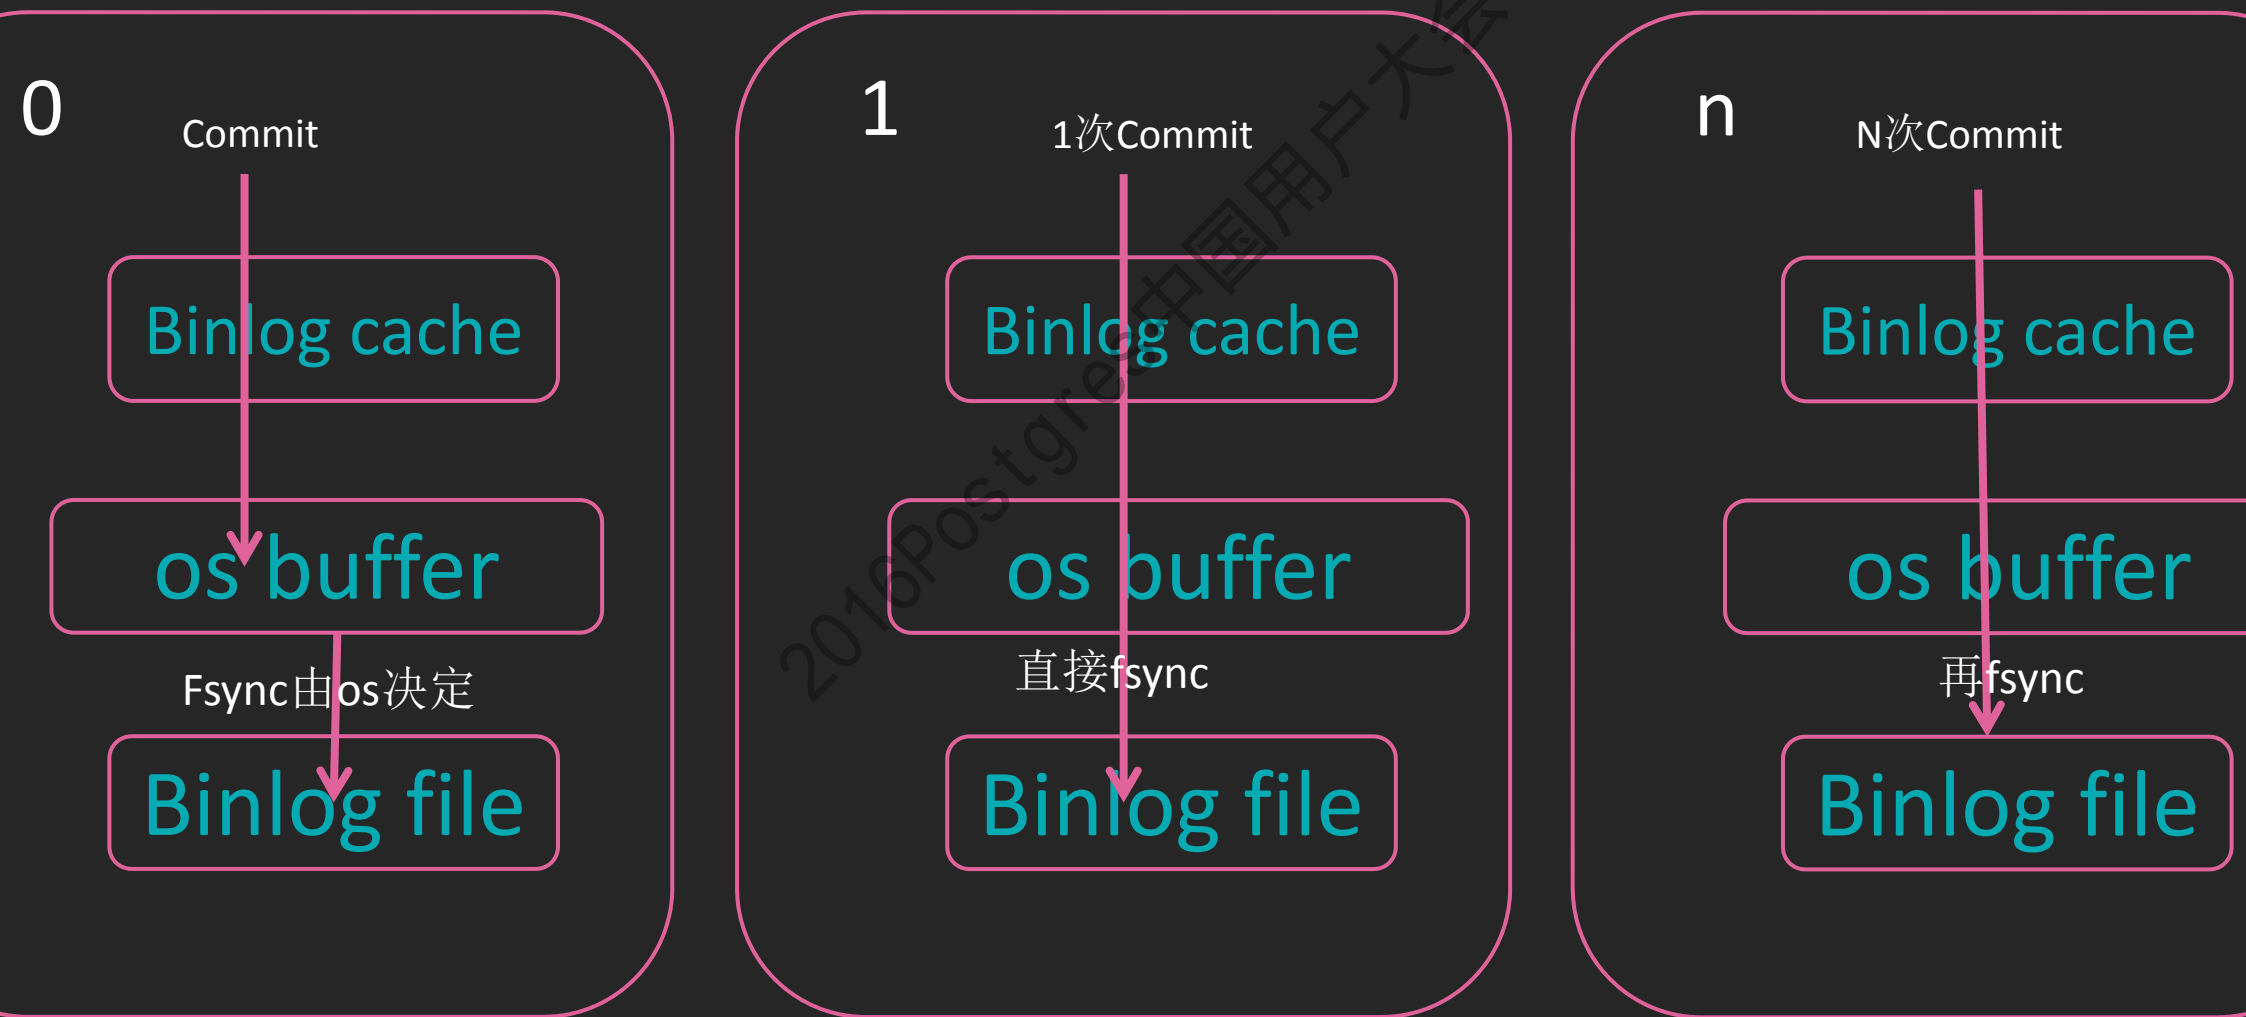 0
Commit
Binlog cache
os buffer
Fsync由os决定
Binlog file
1
1次Commit
Binlog cache
os buffer
直接fsync
Binlog file
n
N次Commit
Binlog cache
os buffer
再fsync
Binlog file
2016Postgres中国用户大会